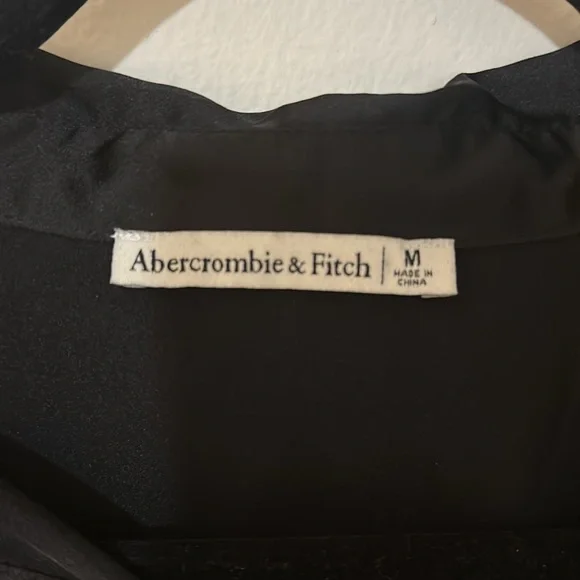 Abercrombie & Fitch | M
MADE IN
CHINA